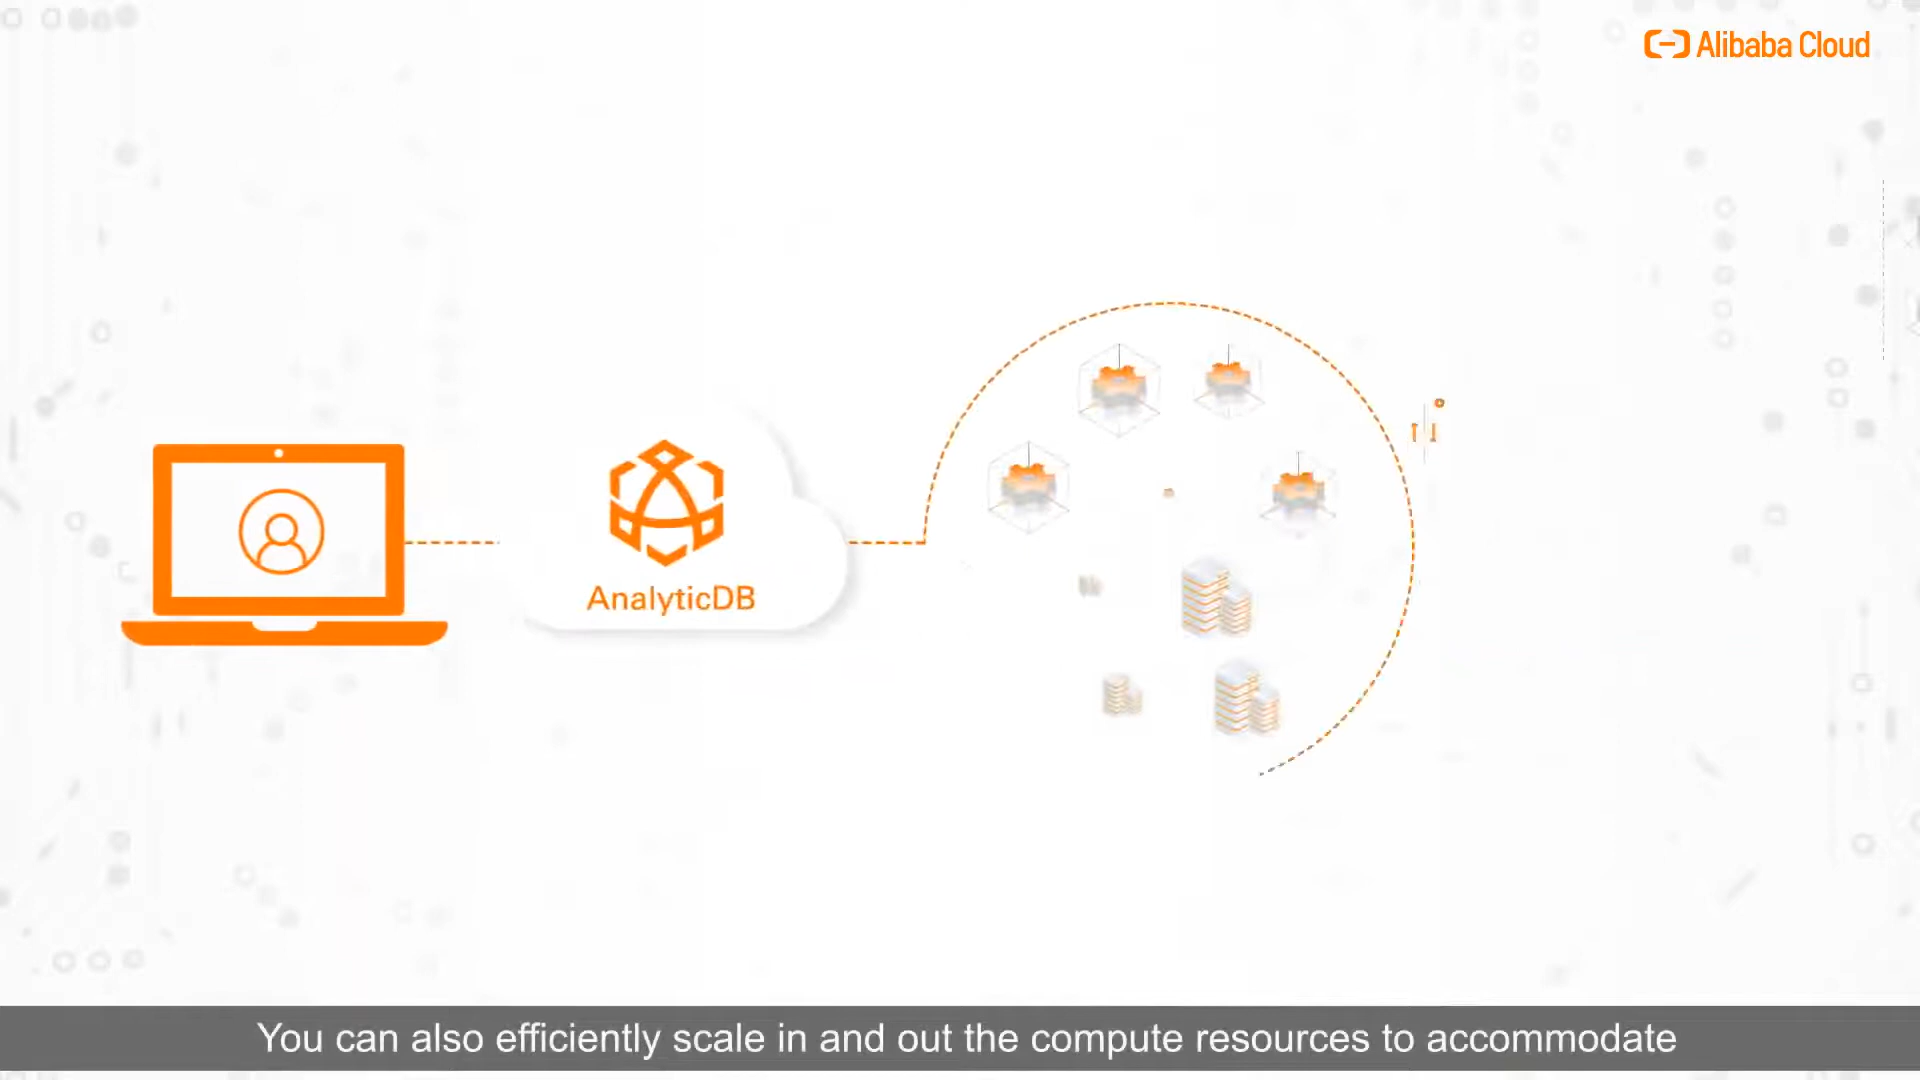 Alibaba Cloud
AnalyticDB
You can also efficiently scale in and out the compute resources to accommodate